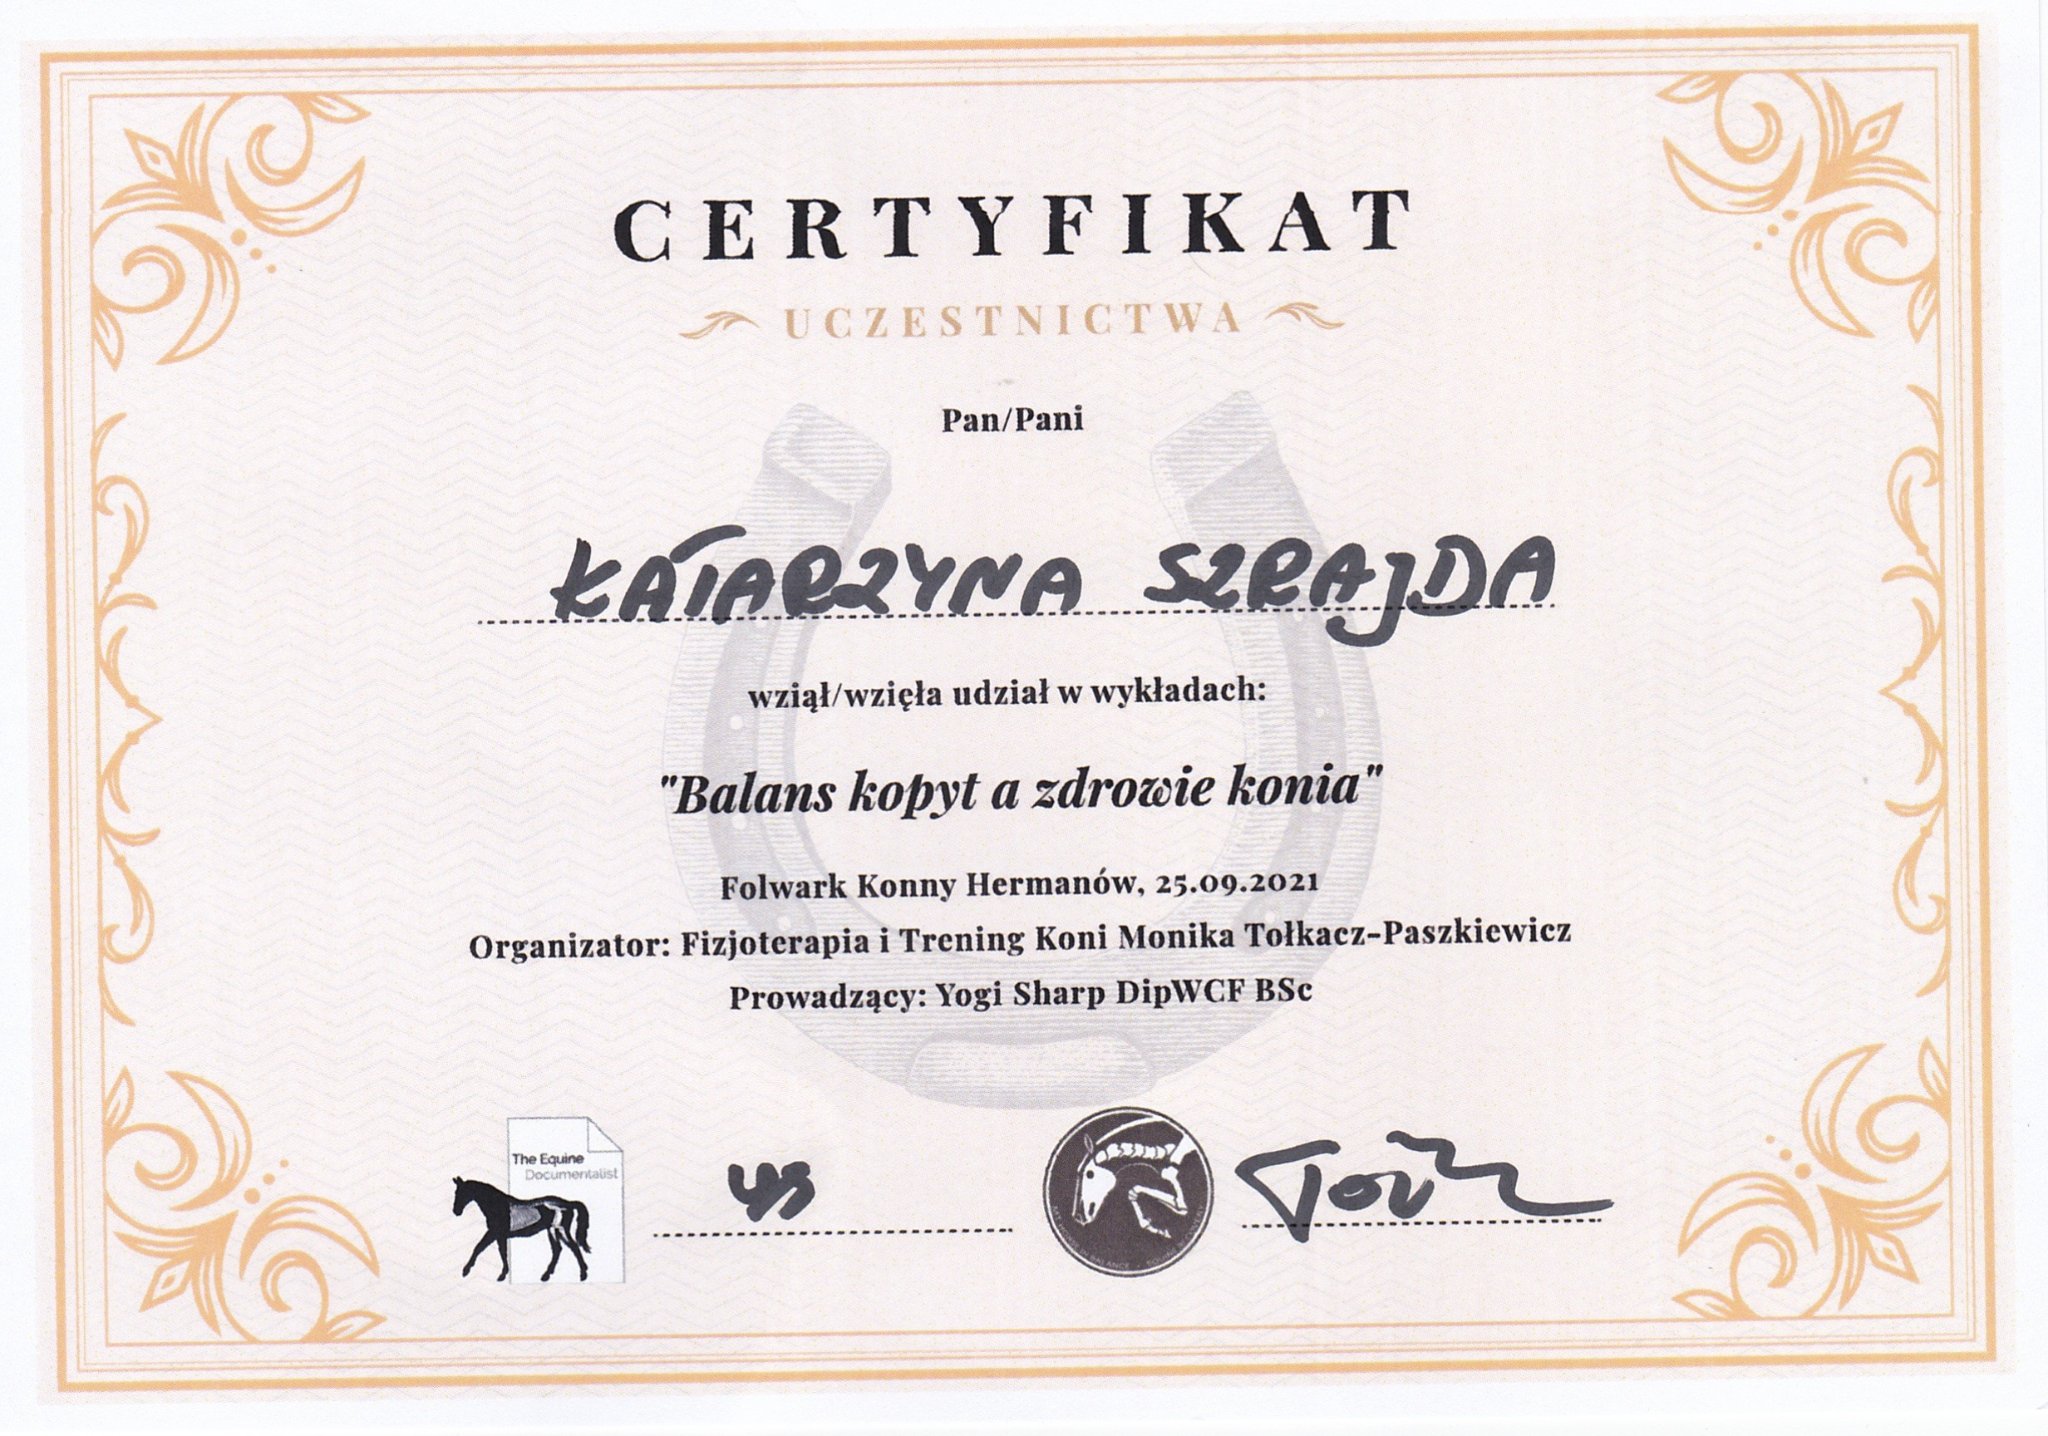 CERTYFIKAT
UCZESTNICTWA
Pan/Pani
KATARZYNA SZRAJDA
wziął/wzięła udział w wykładach:
"Balans kopyt a zdrowie konia"
Folwark Konny Hermanów, 25.09.2021
Organizator: Fizjoterapia i Trening Koni Monika Tołkacz-Paszkiewicz
Prowadzący: Yogi Sharp DipWCF BSc
The Equine
Documentalist